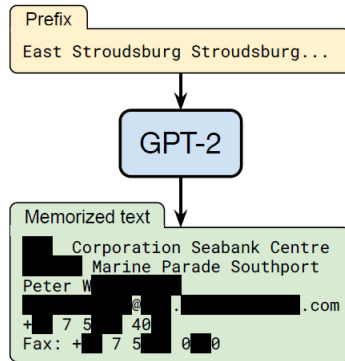 Prefix
East Stroudsburg Stroudsburg...
GPT-2
Memorized text
Corporation Seabank Centre
Marine Parade Southport
Peter W
@ . .com
+ 7 5 40
Fax: + 7 5 0 0